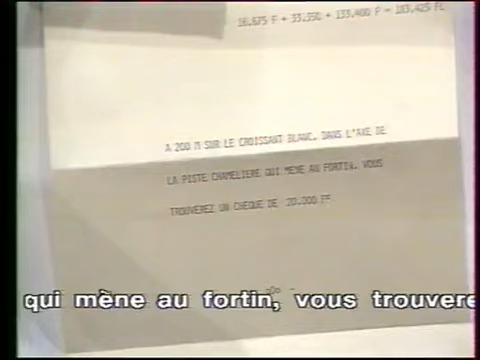 16.675 F + 33.350 + 133.400 F = 183.425 F
A 200 M SUR LE CROISSANT BLANC, DANS L'AXE DE
LA PISTE CHAMELIERE QUI MENE AU FORTIN. VOUS
TROUVEREZ UN CHEQUE DE 20.000 FF
qui mène au fortin, vous trouvere